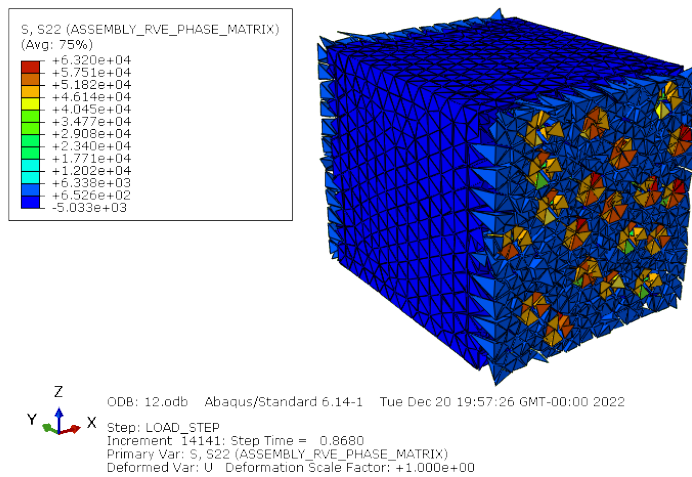 S, S22 (ASSEMBLY_RVE_PHASE_MATRIX)
(Avg: 75%)
+6.320e+04
+5.751e+04
+5.182e+04
+4.614e+04
+4.045e+04
+3.477e+04
+2.908e+04
+2.340e+04
+1.771e+04
+1.202e+04
+6.338e+03
+6.526e+02
-5.033e+03
Z
Y
X
ODB: 12.odb Abaqus/Standard 6.14-1 Tue Dec 20 19:57:26 GMT-00:00 2022
Step: LOAD_STEP
Increment 14141: Step Time = 0.8680
Primary Var: S, S22 (ASSEMBLY_RVE_PHASE_MATRIX)
Deformed Var: U Deformation Scale Factor: +1.000e+00